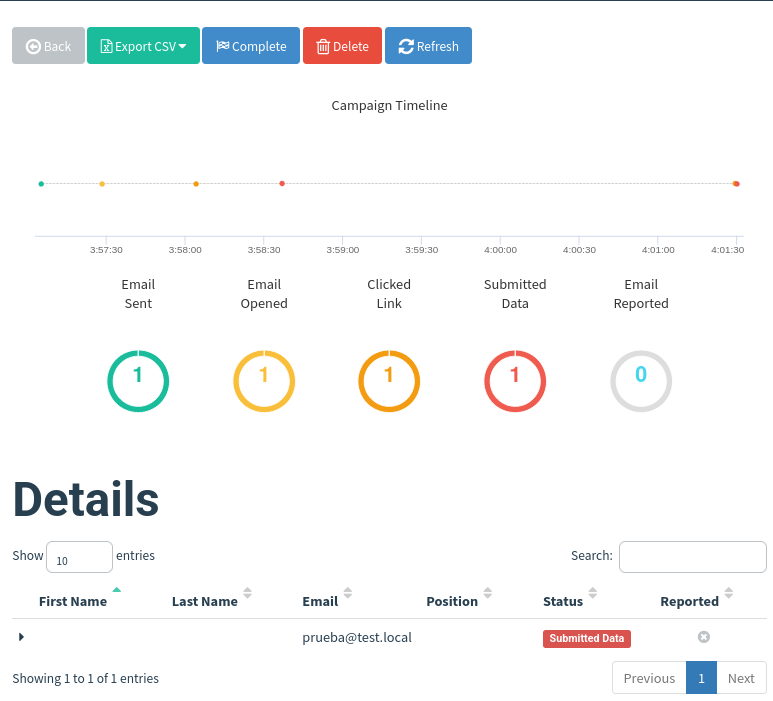 Back Export CSV Complete Delete Refresh
Campaign Timeline
3:57:30 3:58:00 3:58:30 3:59:00 3:59:30 4:00:00 4:00:30 4:01:00 4:01:30
Email Email Clicked Submitted Email
Sent Opened Link Data Reported
1 1 1 1 0
Details
Show 10 entries Search:
First Name Last Name Email Position Status Reported
prueba@test.local Submitted Data
Showing 1 to 1 of 1 entries Previous 1 Next